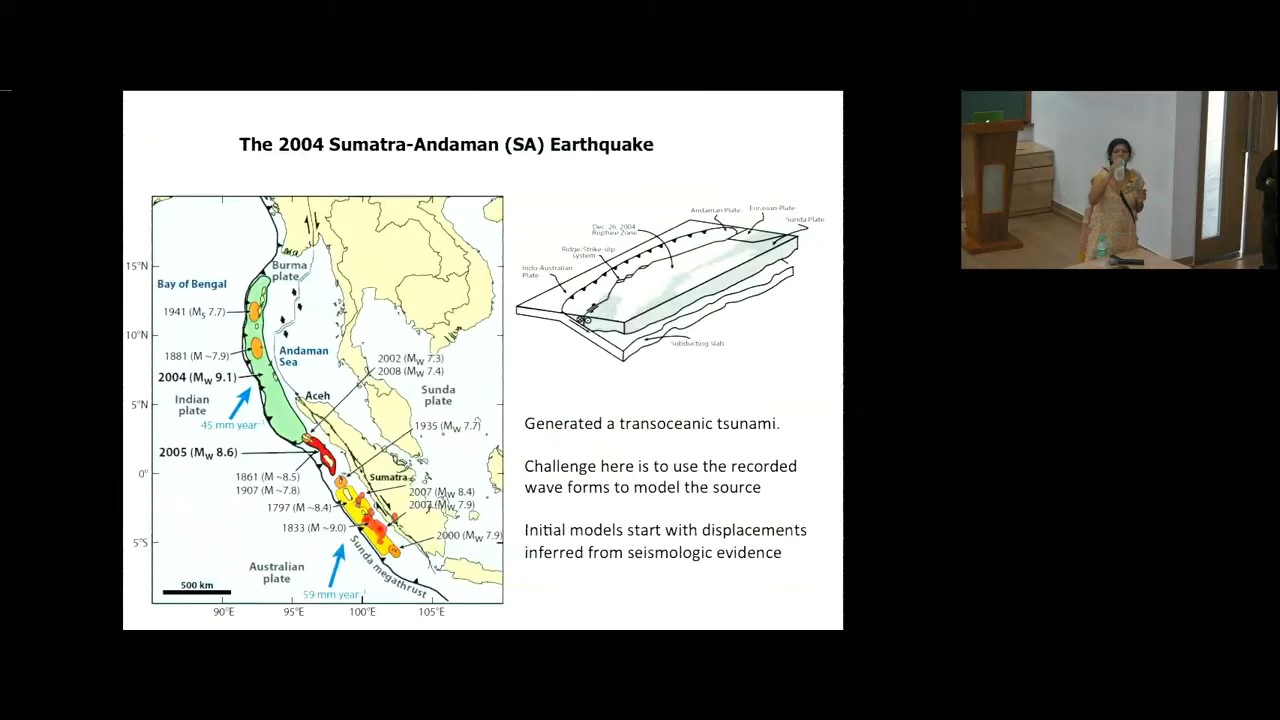 The 2004 Sumatra-Andaman (SA) Earthquake
15°N
10°N
5°N
0°
5°S
90°E
95°E
100°E
105°E
Burma
plate
Bay of Bengal
1941 (MS 7.7)
1881 (M ~7.9)
Andaman
Sea
2004 (MW 9.1)
2002 (MW 7.3)
2008 (MW 7.4)
Indian
plate
45 mm year
Aceh
Sunda
plate
1935 (MW 7.7)
2005 (MW 8.6)
1861 (M ~8.5)
1907 (M ~7.8)
Sumatra
2007 (MW 8.4)
2007 (MW 7.9)
1797 (M ~8.4)
1833 (M ~9.0)
2000 (MW 7.9)
Sunda megathrust
Australian
plate
59 mm year
500 km
Andaman Plate
Eurasian Plate
Sunda Plate
Dec. 26, 2004
Rupture Zone
Ridge/Strike-slip
system
Indo-Australian
Plate
Subducting Slab
Generated a transoceanic tsunami.
Challenge here is to use the recorded
wave forms to model the source
Initial models start with displacements
inferred from seismologic evidence